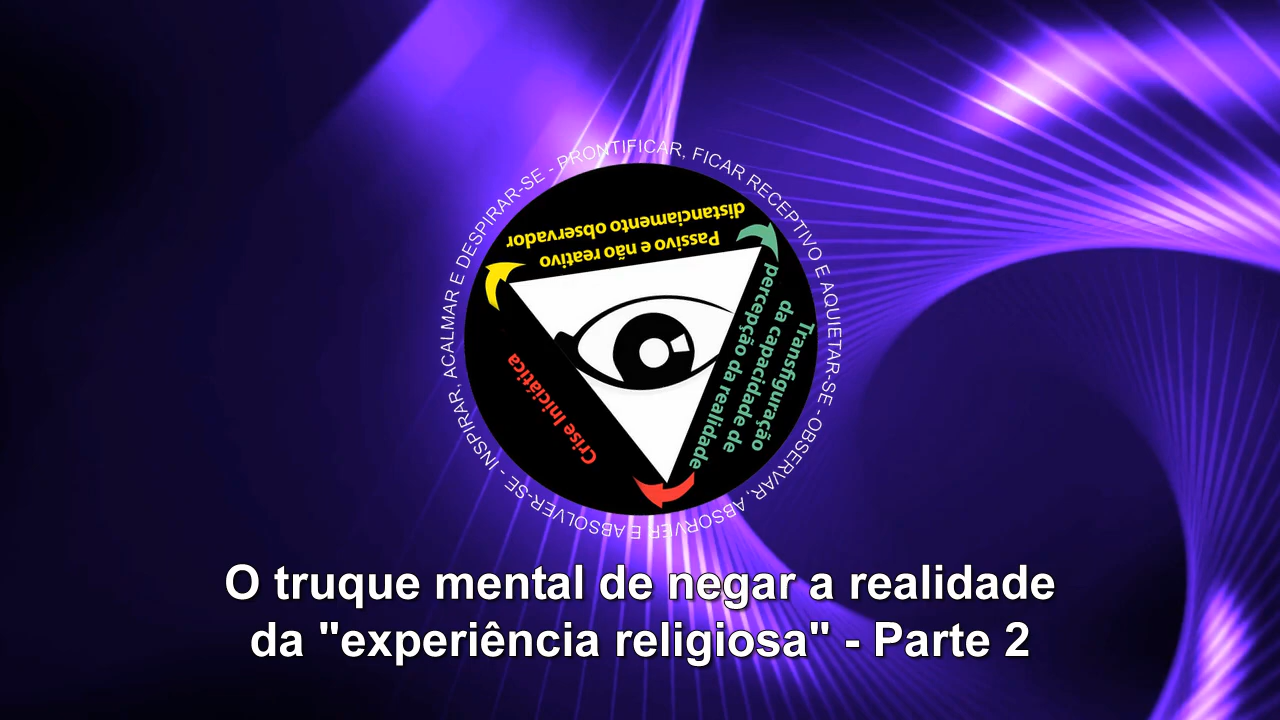 PRONTIFICAR, FICAR RECEPTIVO E AQUIETAR-SE - OBSERVAR, ABSORVER E ABSOLVER-SE - INSPIRAR, ACALMAR E DESPIRAR-SE -
Passivo e não reativo
distanciamento observador
Transfiguração
da capacidade de
percepção da realidade
Crise Iniciática
O truque mental de negar a realidade
da "experiência religiosa" - Parte 2